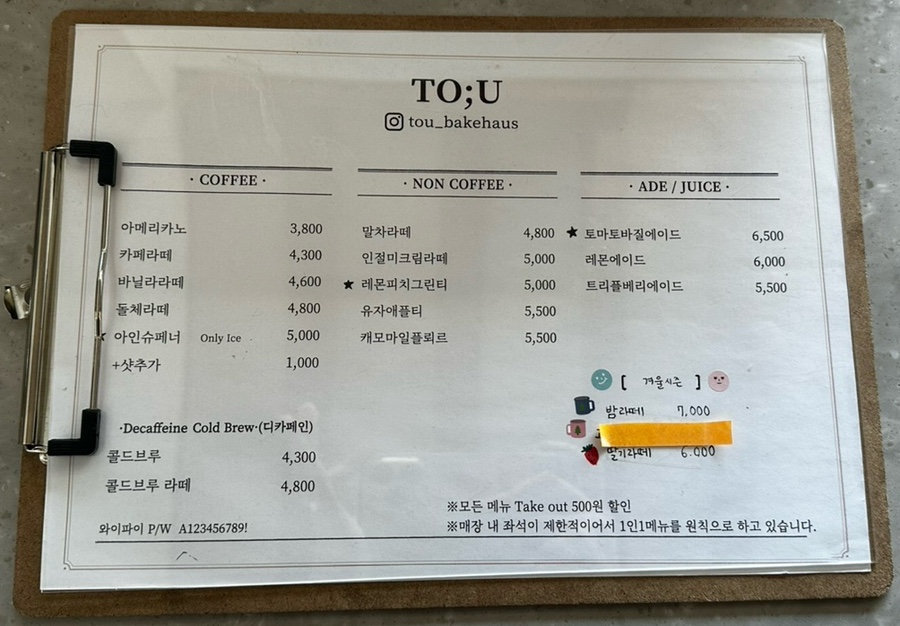 TO;U
tou_bakehaus
· COFFEE ·
아메리카노 3,800
카페라떼 4,300
바닐라라떼 4,600
돌체라떼 4,800
★ 아인슈페너 Only Ice 5,000
+샷추가 1,000
·Decaffeine Cold Brew·(디카페인)
콜드브루 4,300
콜드브루 라떼 4,800
와이파이 P/W A123456789!
· NON COFFEE ·
말차라떼 4,800
인절미크림라떼 5,000
★ 레몬피치그린티 5,000
유자애플티 5,500
캐모마일플뢰르 5,500
· ADE / JUICE ·
★ 토마토바질에이드 6,500
레몬에이드 6,000
트리플베리에이드 5,500
[ 겨울시즌 ]
밤라떼 7,000
딸기라떼 6.000
※모든 메뉴 Take out 500원 할인
※매장 내 좌석이 제한적이어서 1인1메뉴를 원칙으로 하고 있습니다.